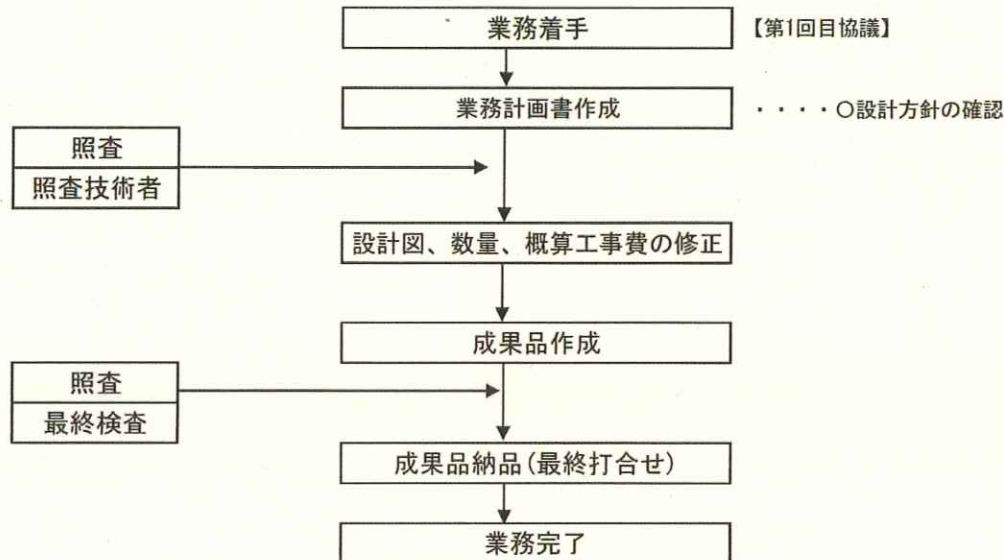 業務着手
【第1回目協議】
業務計画書作成
・・・・〇設計方針の確認
照査
照査技術者
設計図、数量、概算工事費の修正
成果品作成
照査
最終検査
成果品納品(最終打合せ)
業務完了